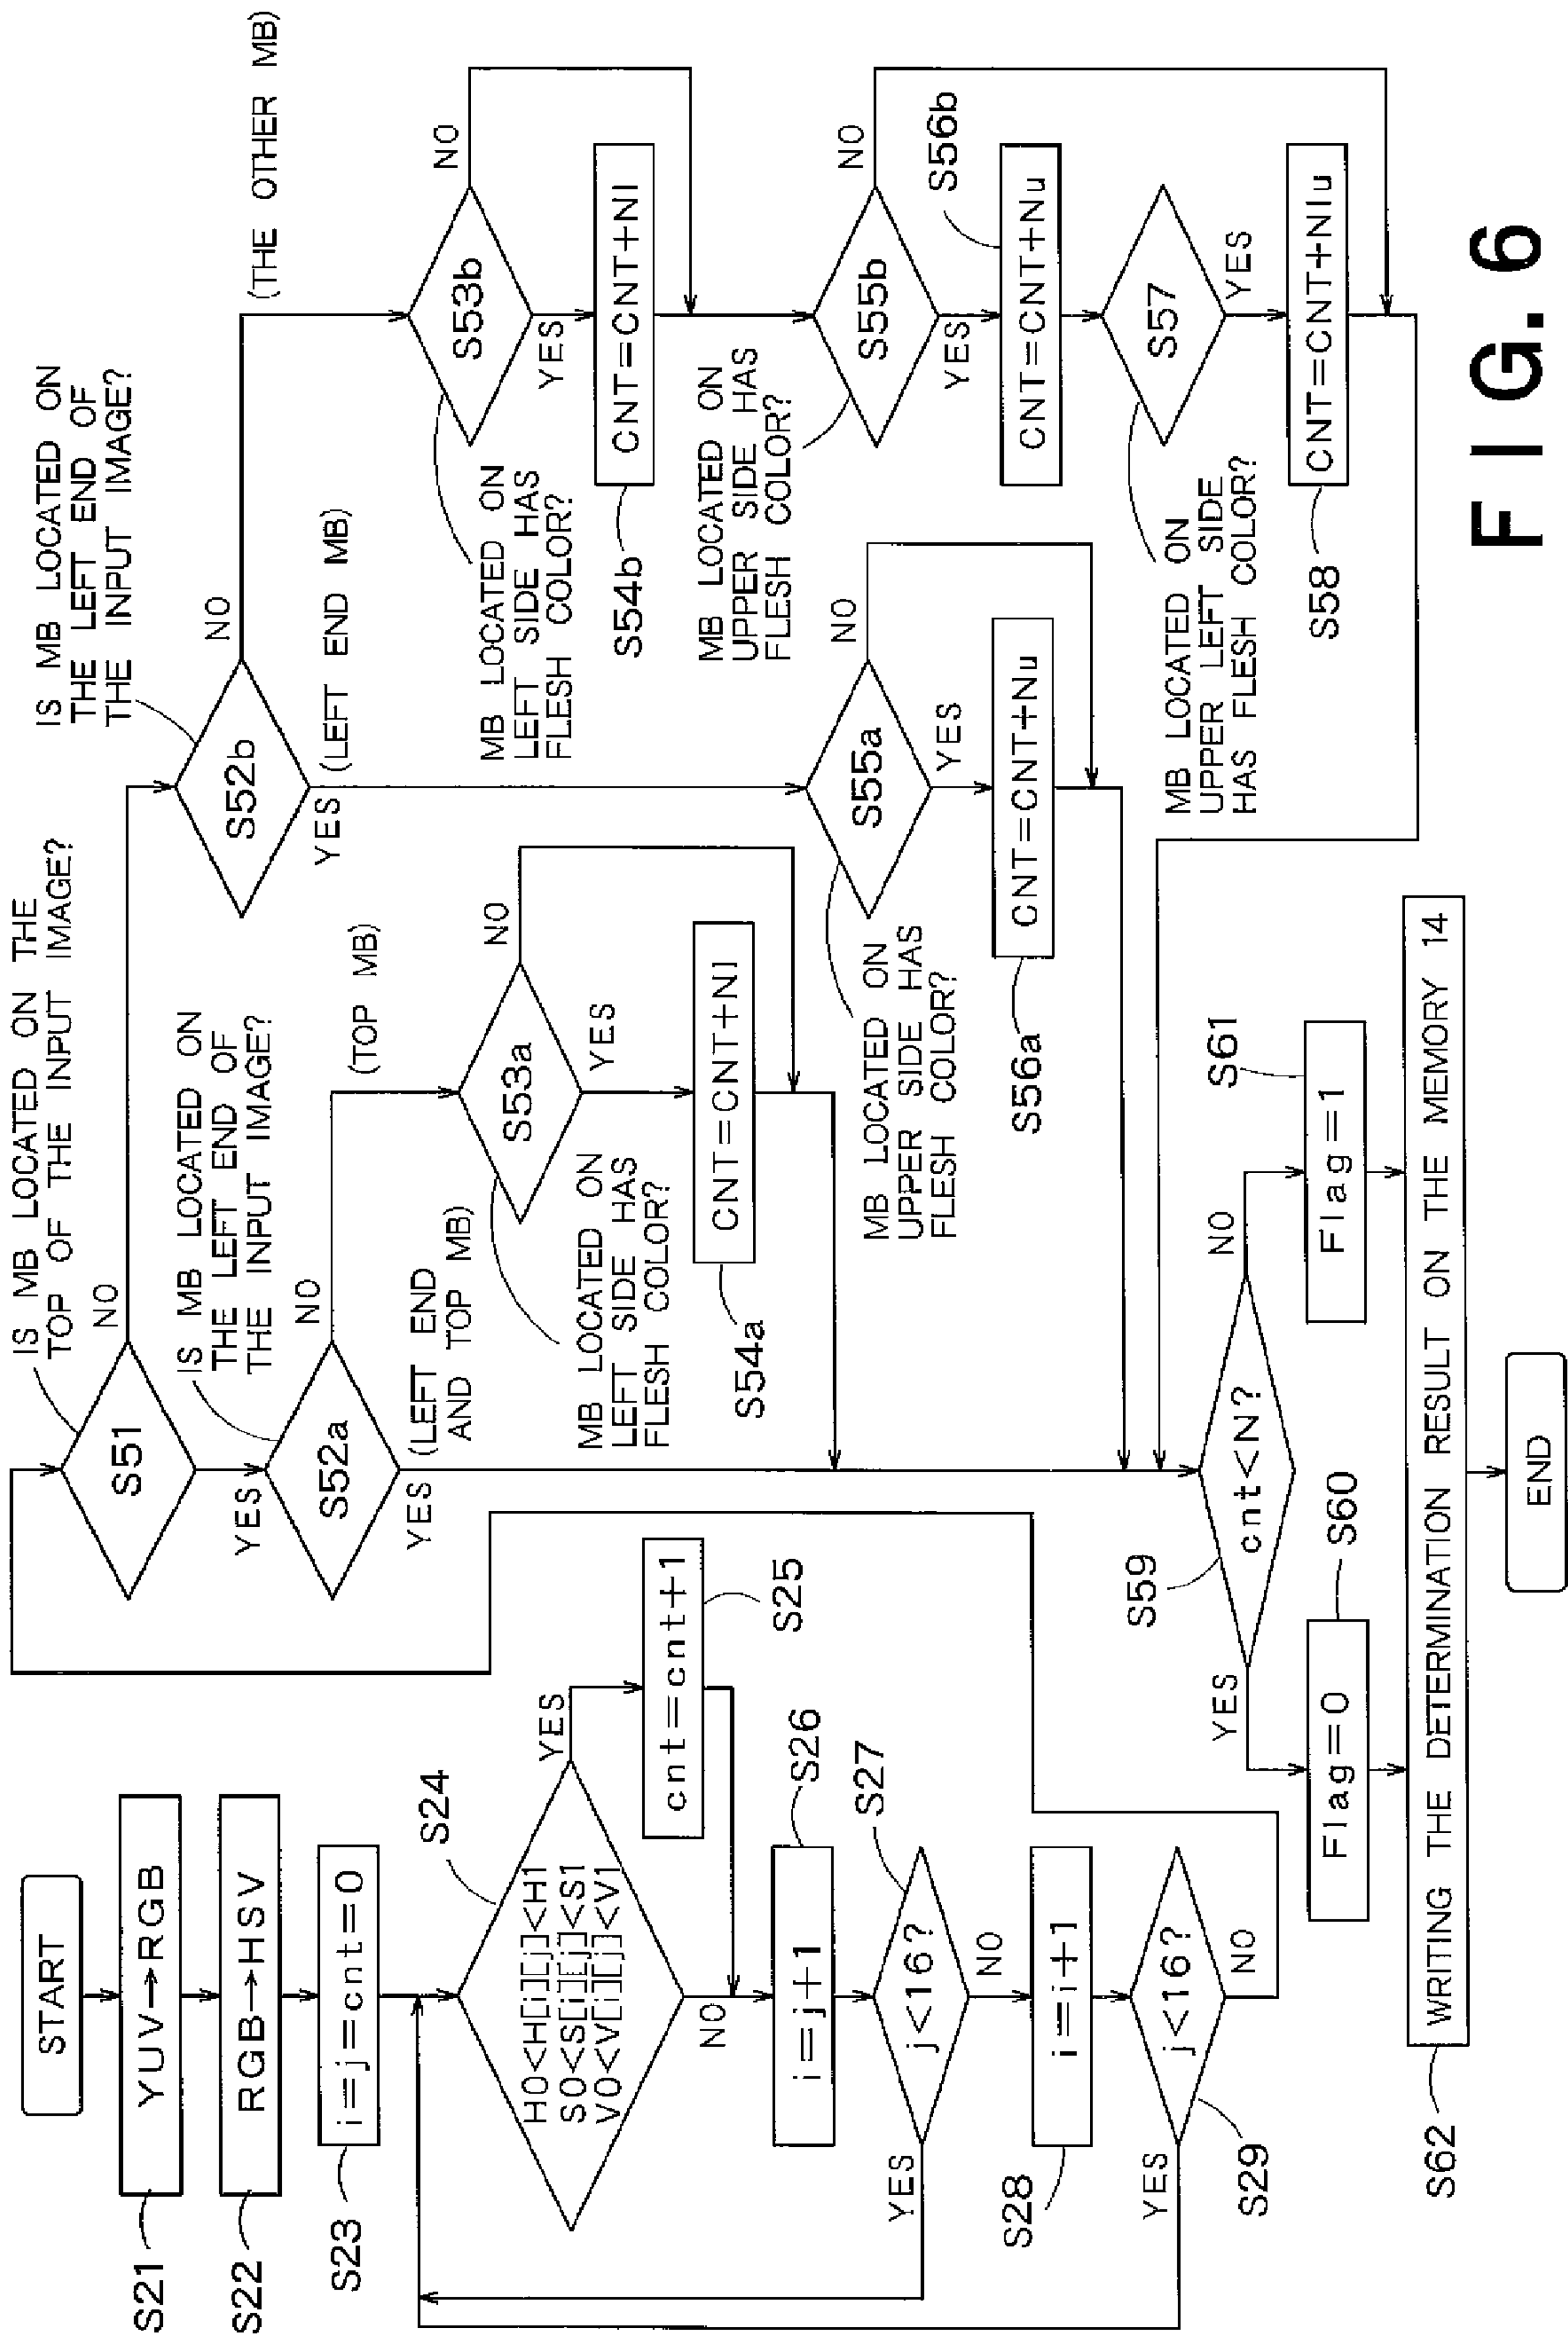 START
S21
YUV→RGB
S22
RGB→HSV
S23
i=j=cnt=0
S24
H0<H[i][j]<H1
S0<S[i][j]<S1
V0<V[i][j]<V1
YES
NO
cnt=cnt+1
S25
i=j+1
S26
j<16?
S27
YES
NO
i=i+1
S28
j<16?
S29
YES
NO
IS MB LOCATED ON THE
TOP OF THE INPUT IMAGE?
S51
NO
YES
IS MB LOCATED ON
THE LEFT END OF
THE INPUT IMAGE?
S52a
NO
YES
(LEFT END
AND TOP MB)
(TOP MB)
S53a
NO
YES
MB LOCATED ON
LEFT SIDE HAS
FLESH COLOR?
CNT=CNT+Nl
S54a
IS MB LOCATED ON
THE LEFT END OF
THE INPUT IMAGE?
S52b
NO
YES
(LEFT END MB)
(THE OTHER MB)
S55a
NO
YES
MB LOCATED ON
UPPER SIDE HAS
FLESH COLOR?
CNT=CNT+Nu
S56a
S53b
NO
YES
MB LOCATED ON
LEFT SIDE HAS
FLESH COLOR?
CNT=CNT+Nl
S54b
S55b
NO
YES
MB LOCATED ON
UPPER SIDE HAS
FLESH COLOR?
CNT=CNT+Nu
S56b
S57
YES
MB LOCATED ON
UPPER LEFT SIDE
HAS FLESH COLOR?
CNT=CNT+Nlu
S58
S59
cnt<N?
YES
NO
Flag=0
S60
Flag=1
S61
WRITING THE DETERMINATION RESULT ON THE MEMORY 14
S62
END
FIG. 6